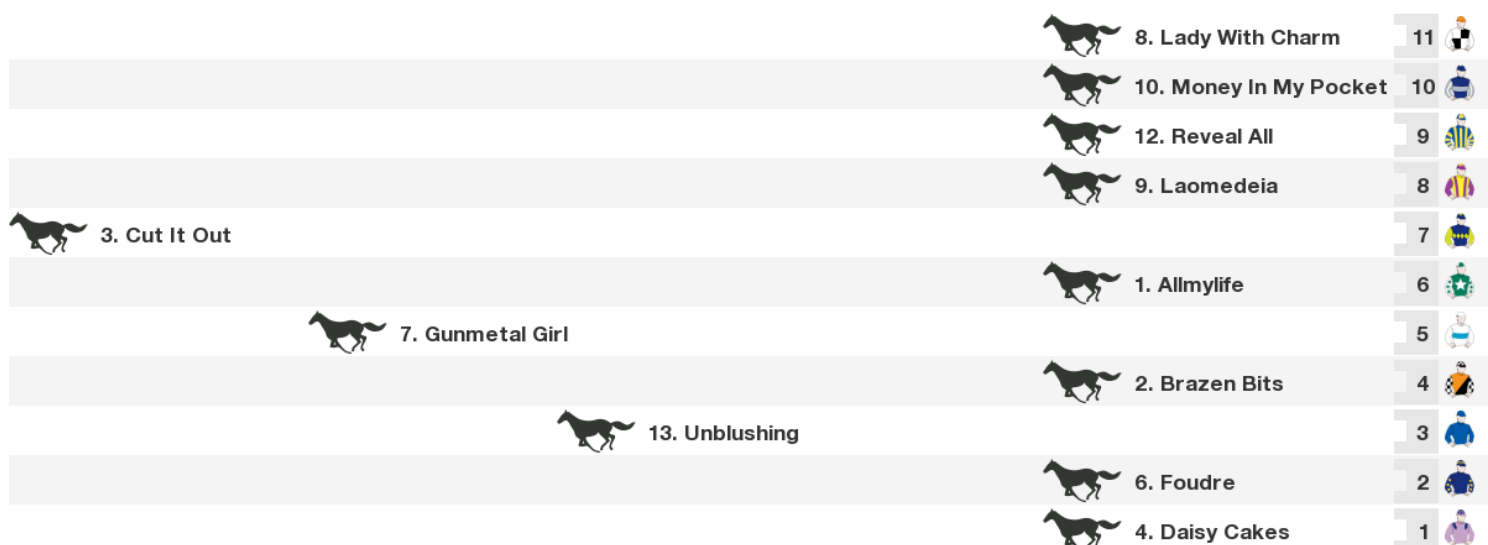 8. Lady With Charm 11
10. Money In My Pocket 10
12. Reveal All 9
9. Laomedeia 8
3. Cut It Out 7
1. Allmylife 6
7. Gunmetal Girl 5
2. Brazen Bits 4
13. Unblushing 3
6. Foudre 2
4. Daisy Cakes 1